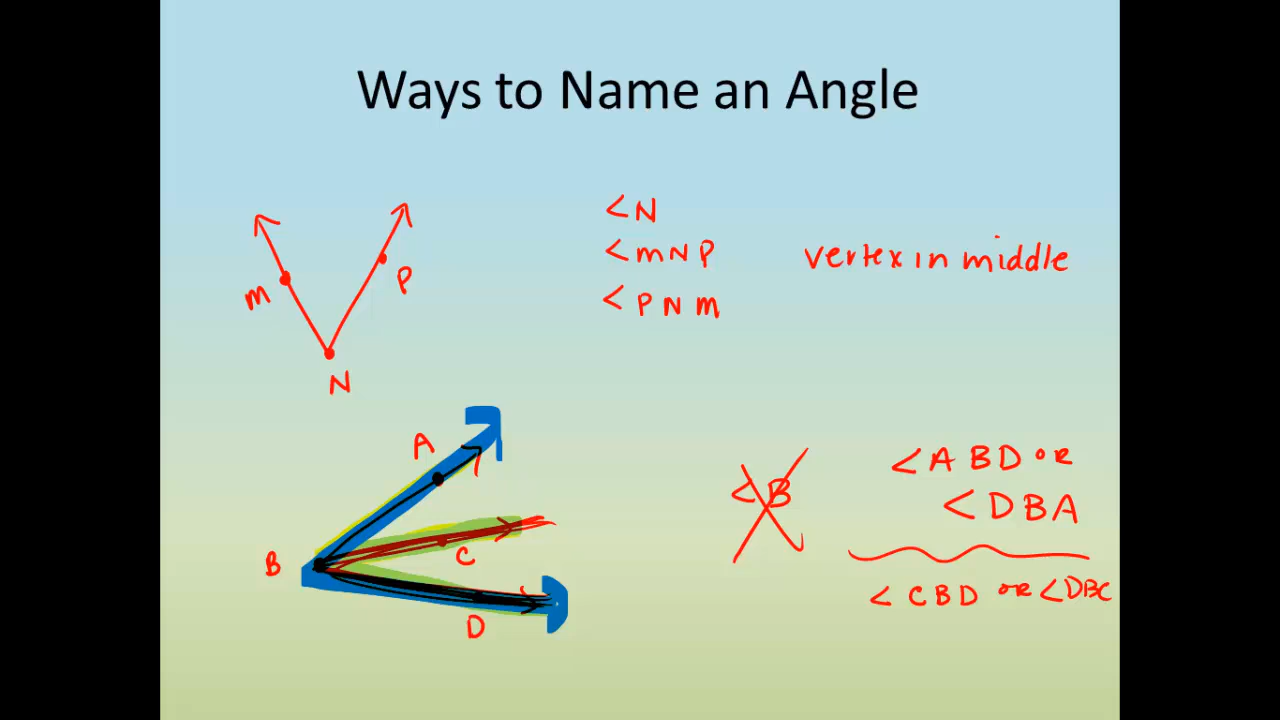 Ways to Name an Angle
<N
<mNP
vertex in middle
<PNm
m
P
N
A
B
C
D
<B
<ABD or
<DBA
<CBD OR <DBC